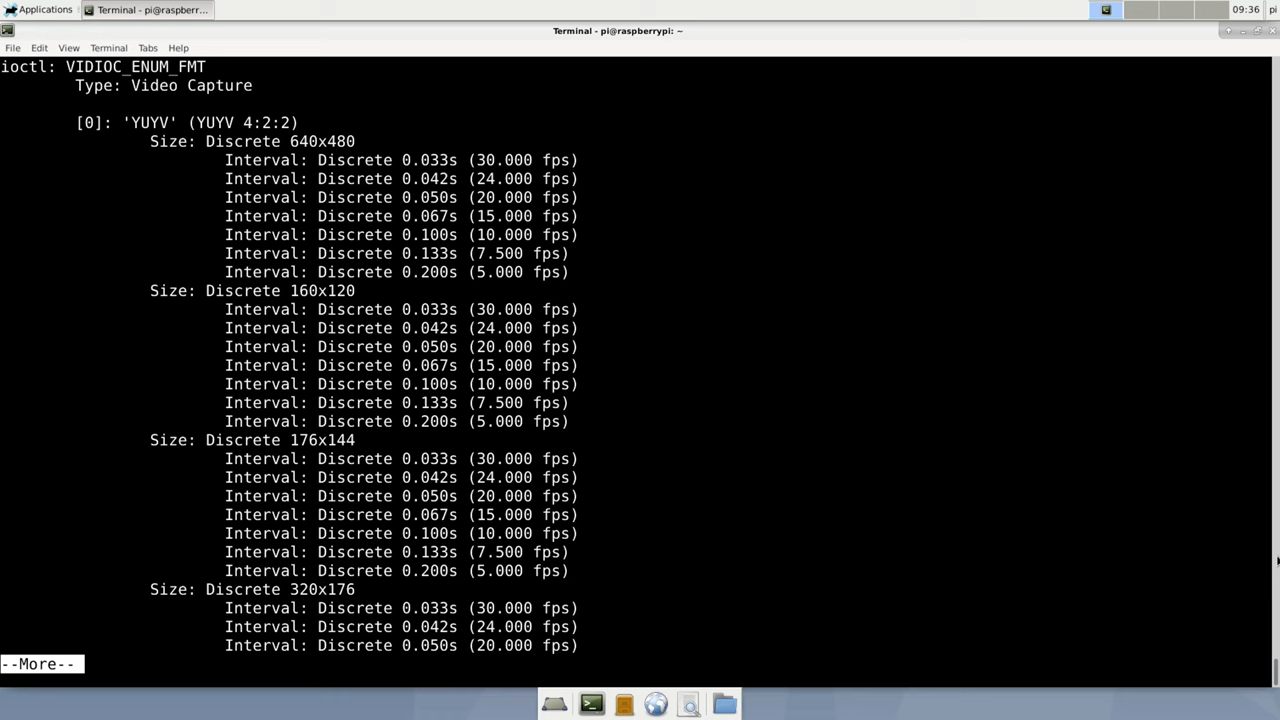 Applications
Terminal - pi@raspberr...
09:36
pi
Terminal - pi@raspberrypi: ~
File Edit View Terminal Tabs Help
ioctl: VIDIOC_ENUM_FMT
Type: Video Capture
[0]: 'YUYV' (YUYV 4:2:2)
Size: Discrete 640x480
Interval: Discrete 0.033s (30.000 fps)
Interval: Discrete 0.042s (24.000 fps)
Interval: Discrete 0.050s (20.000 fps)
Interval: Discrete 0.067s (15.000 fps)
Interval: Discrete 0.100s (10.000 fps)
Interval: Discrete 0.133s (7.500 fps)
Interval: Discrete 0.200s (5.000 fps)
Size: Discrete 160x120
Interval: Discrete 0.033s (30.000 fps)
Interval: Discrete 0.042s (24.000 fps)
Interval: Discrete 0.050s (20.000 fps)
Interval: Discrete 0.067s (15.000 fps)
Interval: Discrete 0.100s (10.000 fps)
Interval: Discrete 0.133s (7.500 fps)
Interval: Discrete 0.200s (5.000 fps)
Size: Discrete 176x144
Interval: Discrete 0.033s (30.000 fps)
Interval: Discrete 0.042s (24.000 fps)
Interval: Discrete 0.050s (20.000 fps)
Interval: Discrete 0.067s (15.000 fps)
Interval: Discrete 0.100s (10.000 fps)
Interval: Discrete 0.133s (7.500 fps)
Interval: Discrete 0.200s (5.000 fps)
Size: Discrete 320x176
Interval: Discrete 0.033s (30.000 fps)
Interval: Discrete 0.042s (24.000 fps)
Interval: Discrete 0.050s (20.000 fps)
--More--